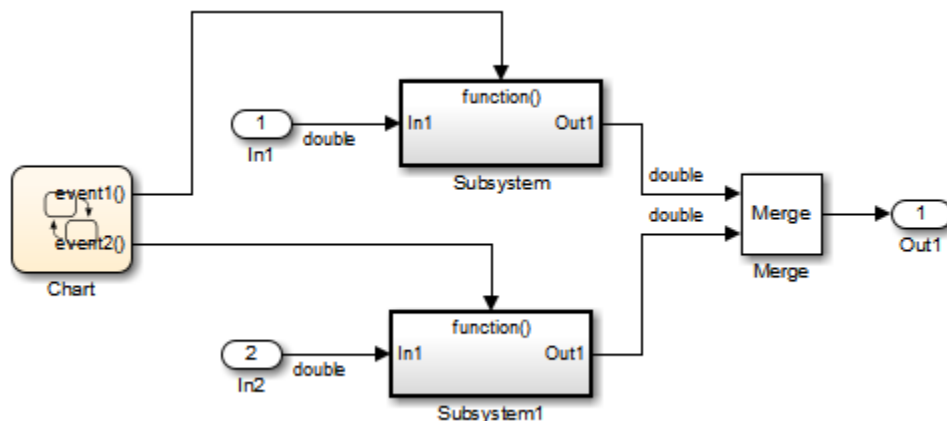 function()
In1
Out1
Subsystem
1
In1
double
event1()
event2()
Chart
double
double
Merge
Merge
1
Out1
function()
In1
Out1
Subsystem1
2
In2
double